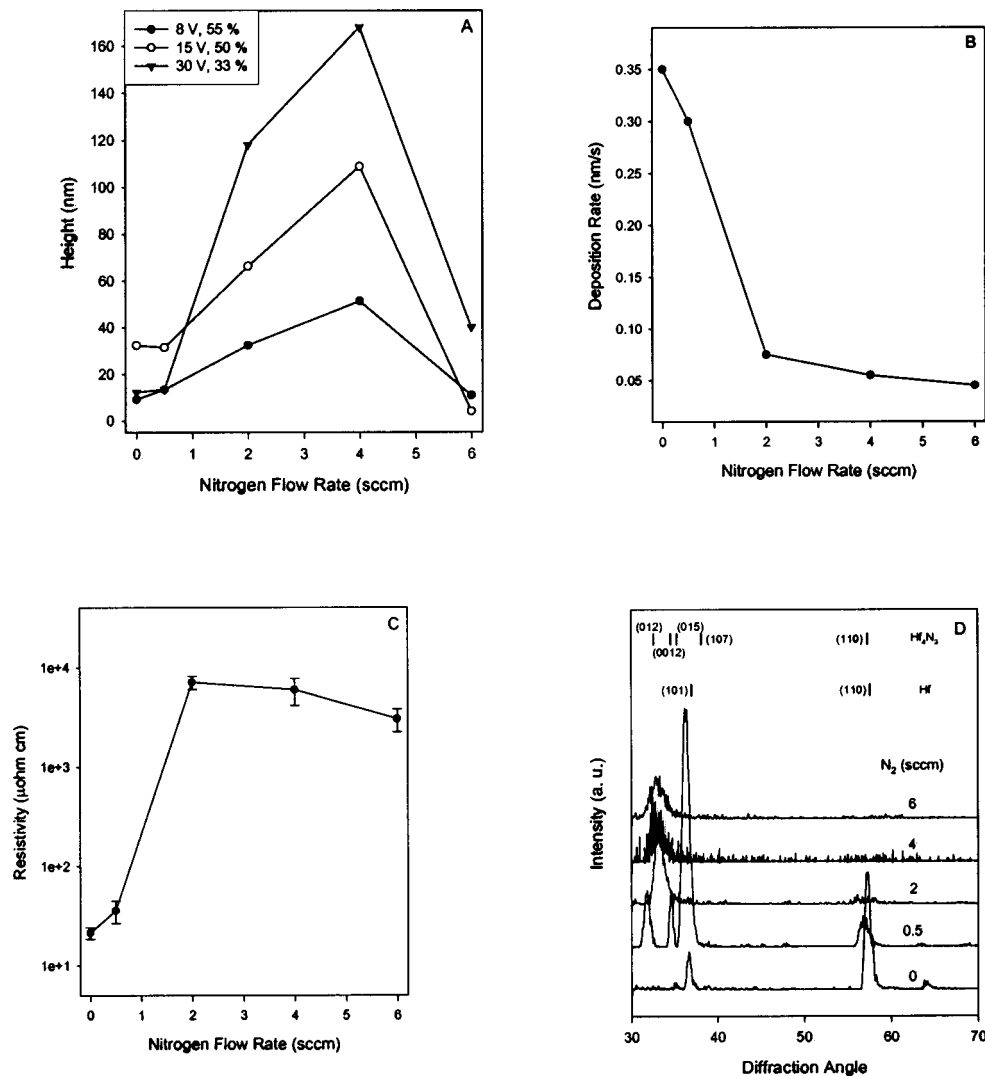 A
8 V, 55 %
15 V, 50 %
30 V, 33 %
160
140
120
100
80
60
40
20
0
Height (nm)
0 1 2 3 4 5 6
Nitrogen Flow Rate (sccm)
B
0.35
0.30
0.25
0.20
0.15
0.10
0.05
Deposition Rate (nm/s)
0 1 2 3 4 5 6
Nitrogen Flow Rate (sccm)
C
1e+4
1e+3
1e+2
1e+1
Resistivity (μohm cm)
0 1 2 3 4 5 6
Nitrogen Flow Rate (sccm)
D
(012) (015) (107) (110) Hf₄N₃
(0012)
(101) (110) Hf
N₂ (sccm)
6
4
2
0.5
0
Intensity (a. u.)
30 40 50 60 70
Diffraction Angle